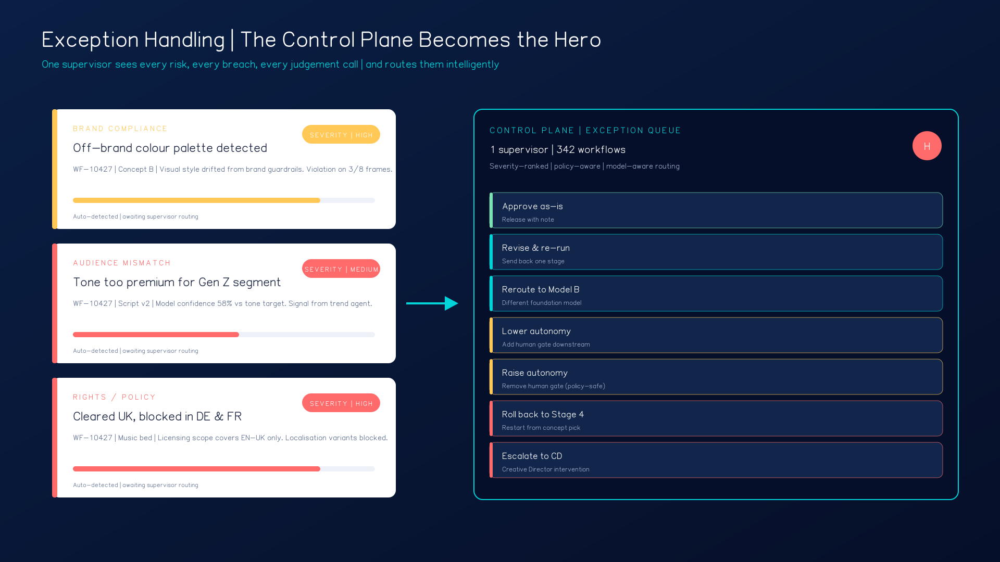 Exception Handling | The Control Plane Becomes the Hero
One supervisor sees every risk, every breach, every judgement call | and routes them intelligently
BRAND COMPLIANCE
SEVERITY | HIGH
Off—brand colour palette detected
WF—10427 | Concept B | Visual style drifted from brand guardrails. Violation on 3/8 frames.
Auto—detected | awaiting supervisor routing
AUDIENCE MISMATCH
SEVERITY | MEDIUM
Tone too premium for Gen Z segment
WF—10427 | Script v2 | Model confidence 58% vs tone target. Signal from trend agent.
Auto—detected | awaiting supervisor routing
RIGHTS / POLICY
SEVERITY | HIGH
Cleared UK, blocked in DE & FR
WF—10427 | Music bed | Licensing scope covers EN—UK only. Localisation variants blocked.
Auto—detected | awaiting supervisor routing
CONTROL PLANE | EXCEPTION QUEUE
1 supervisor | 342 workflows
H
Severity—ranked | policy—aware | model—aware routing
Approve as—is
Release with note
Revise & re—run
Send back one stage
Reroute to Model B
Different foundation model
Lower autonomy
Add human gate downstream
Raise autonomy
Remove human gate (policy—safe)
Roll back to Stage 4
Restart from concept pick
Escalate to CD
Creative Director intervention